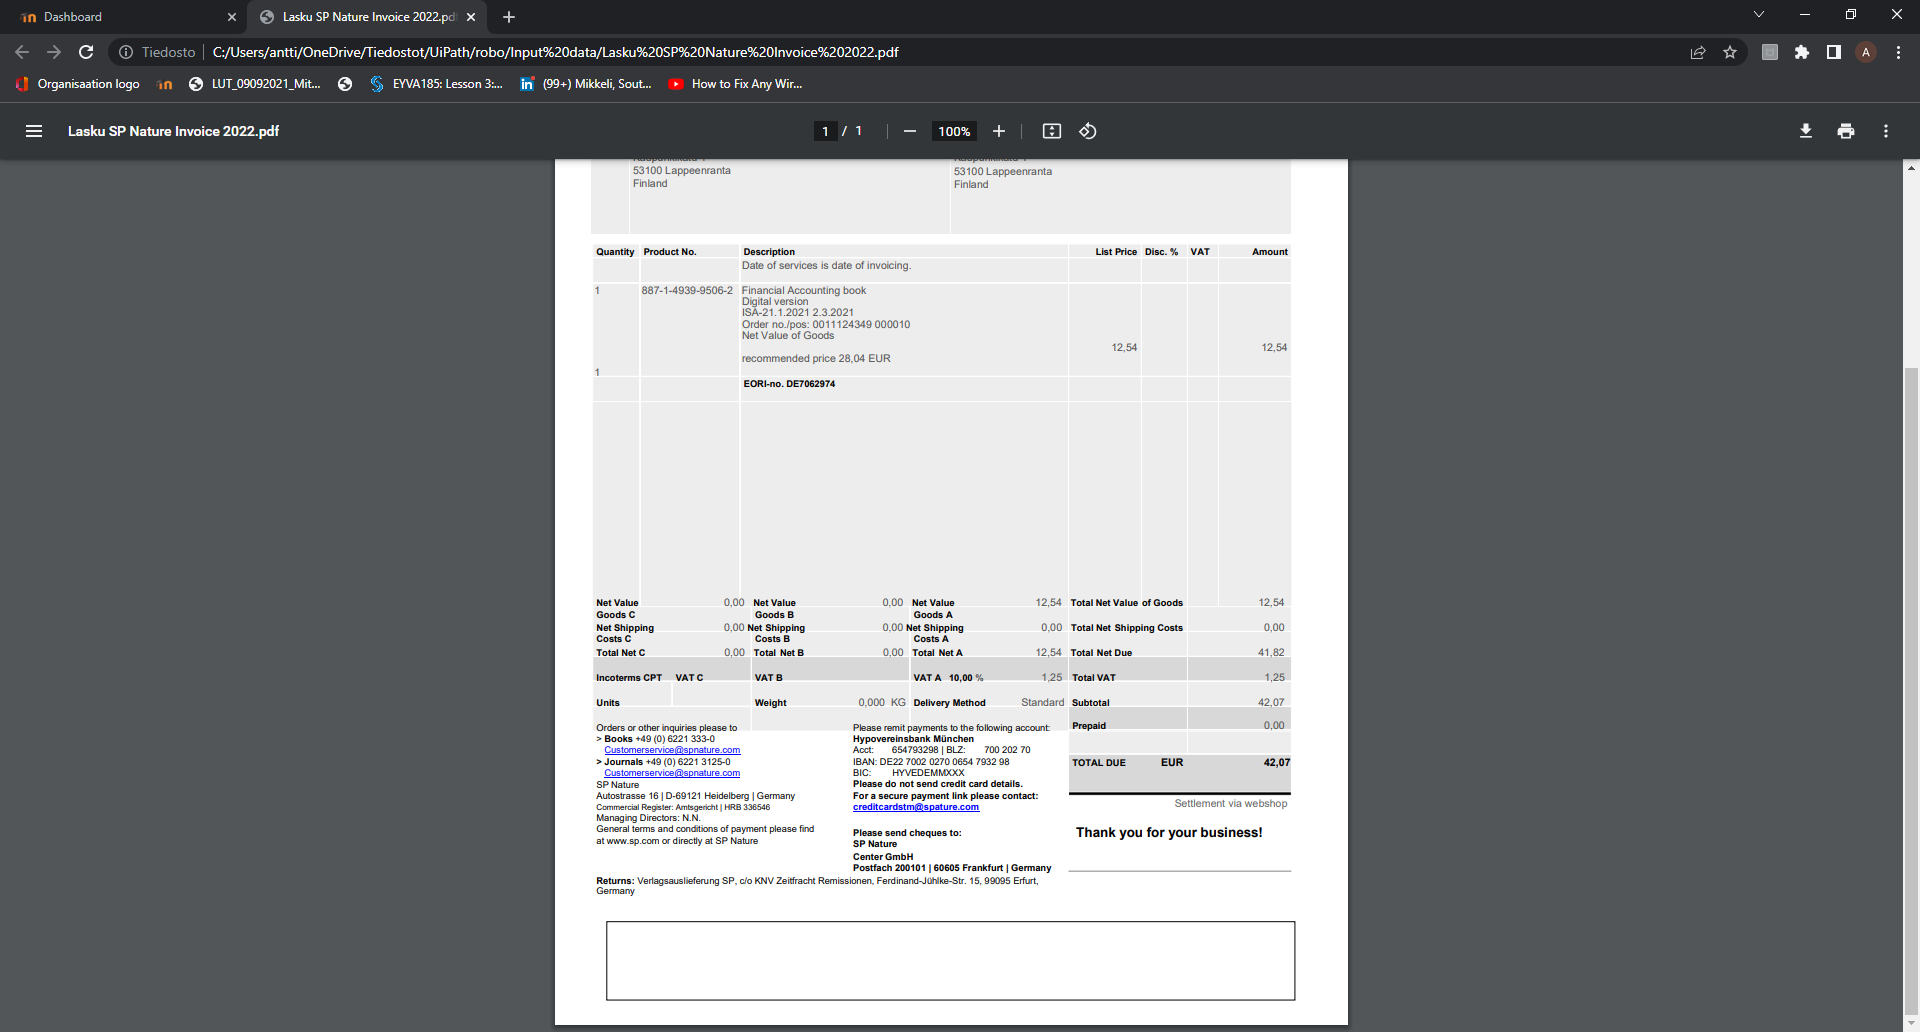 Dashboard
Lasku SP Nature Invoice 2022.pd
Tiedosto
C:/Users/antti/OneDrive/Tiedostot/UiPath/robo/Input%20data/Lasku%20SP%20Nature%20Invoice%202022.pdf
A
Organisaation logo
LUT_09092021_Mit...
EYVA185: Lesson 3:...
(99+) Mikkeli, Sout...
How to Fix Any Wir...
Lasku SP Nature Invoice 2022.pdf
1 / 1
100%
53100 Lappeenranta
Finland
53100 Lappeenranta
Finland
Quantity Product No. Description List Price Disc. % VAT Amount
Date of services is date of invoicing.
1 887-1-4939-9506-2 Financial Accounting book
Digital version
ISA-21.1.2021 2.3.2021
Order no./pos: 0011124349 000010
Net Value of Goods
12,54 12,54
recommended price 28,04 EUR
1
EORI-no. DE7062974
Net Value 0,00 Net Value 0,00 Net Value 12,54 Total Net Value of Goods 12,54
Goods C Goods B Goods A
Net Shipping 0,00 Net Shipping 0,00 Net Shipping 0,00 Total Net Shipping Costs 0,00
Costs C Costs B Costs A
Total Net C 0,00 Total Net B 0,00 Total Net A 12,54 Total Net Due 41,82
Incoterms CPT VAT C VAT B VAT A 10,00 % 1,25 Total VAT 1,25
Units Weight 0,000 KG Delivery Method Standard Subtotal 42,07
Prepaid 0,00
TOTAL DUE EUR 42,07
Settlement via webshop
Thank you for your business!
Orders or other inquiries please to
> Books +49 (0) 6221 333-0
Customerservice@spnature.com
> Journals +49 (0) 6221 3125-0
Customerservice@spnature.com
SP Nature
Autostrasse 16 | D-69121 Heidelberg | Germany
Commercial Register: Amtsgericht | HRB 336546
Managing Directors: N.N.
General terms and conditions of payment please find
at www.sp.com or directly at SP Nature
Please remit payments to the following account:
Hypovereinsbank München
Acct: 654793298 | BLZ: 700 202 70
IBAN: DE22 7002 0270 0654 7932 98
BIC: HYVEDEMMXXX
Please do not send credit card details.
For a secure payment link please contact:
creditcardstm@spature.com
Please send cheques to:
SP Nature
Center GmbH
Postfach 200101 | 60605 Frankfurt | Germany
Returns: Verlagsauslieferung SP, c/o KNV Zeitfracht Remissionen, Ferdinand-Jühlke-Str. 15, 99095 Erfurt,
Germany